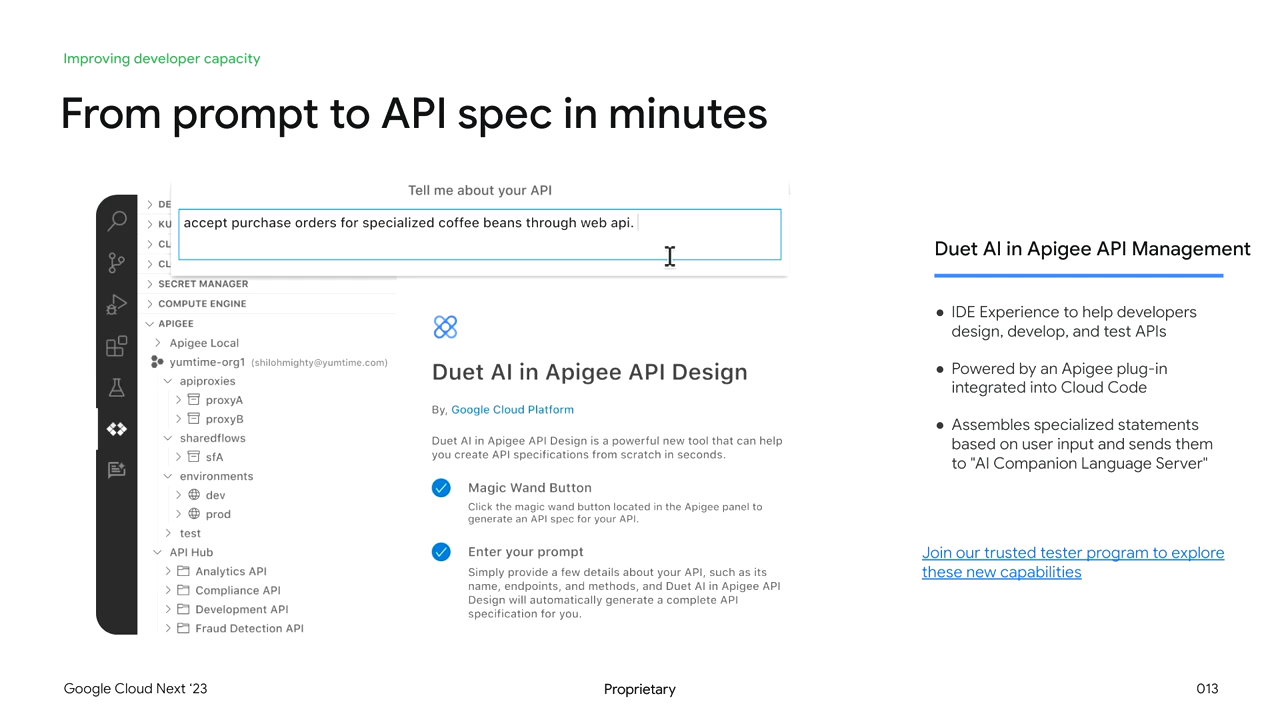 Improving developer capacity
From prompt to API spec in minutes
Tell me about your API
accept purchase orders for specialized coffee beans through web api.
DE
KU
CL
CL
SECRET MANAGER
COMPUTE ENGINE
APIGEE
Apigee Local
yumtime-org1 (shilohmighty@yumtime.com)
apiproxies
proxyA
proxyB
sharedflows
sfA
environments
dev
prod
test
API Hub
Analytics API
Compliance API
Development API
Fraud Detection API
Duet AI in Apigee API Design
By, Google Cloud Platform
Duet AI in Apigee API Design is a powerful new tool that can help
you create API specifications from scratch in seconds.
Magic Wand Button
Click the magic wand button located in the Apigee panel to
generate an API spec for your API.
Enter your prompt
Simply provide a few details about your API, such as its
name, endpoints, and methods, and Duet AI in Apigee API
Design will automatically generate a complete API
specification for you.
Duet AI in Apigee API Management
● IDE Experience to help developers
design, develop, and test APIs
● Powered by an Apigee plug-in
integrated into Cloud Code
● Assembles specialized statements
based on user input and sends them
to "AI Companion Language Server"
Join our trusted tester program to explore
these new capabilities
Google Cloud Next ‘23
Proprietary
013